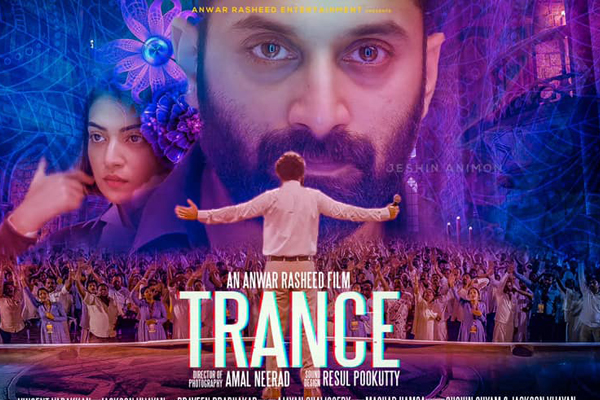 ANWAR RASHEED ENTERTAINMENT PRESENTS
JESHIN ANIMON
AN ANWAR RASHEED FILM
TRANCE
DIRECTOR OF PHOTOGRAPHY AMAL NEERAD SOUND DESIGN RESUL POOKUTTY